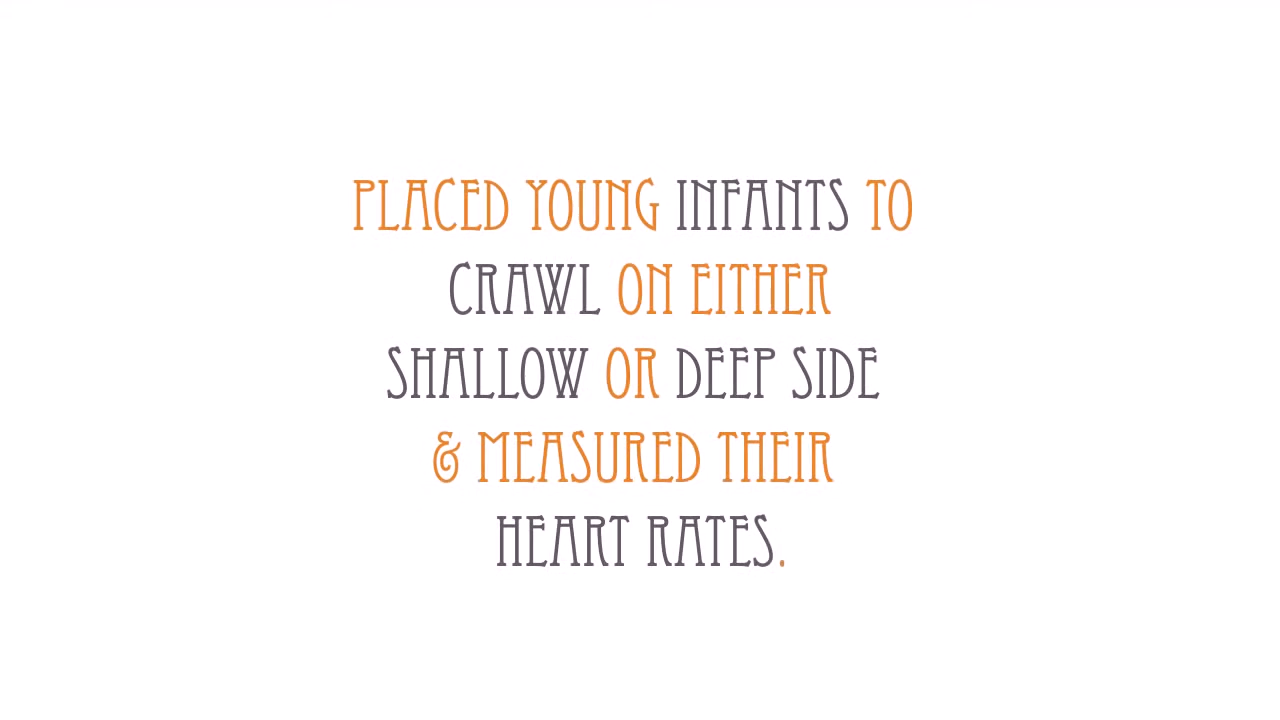 PLACED YOUNG INFANTS TO
CRAWL ON EITHER
SHALLOW OR DEEP SIDE
& MEASURED THEIR
HEART RATES.